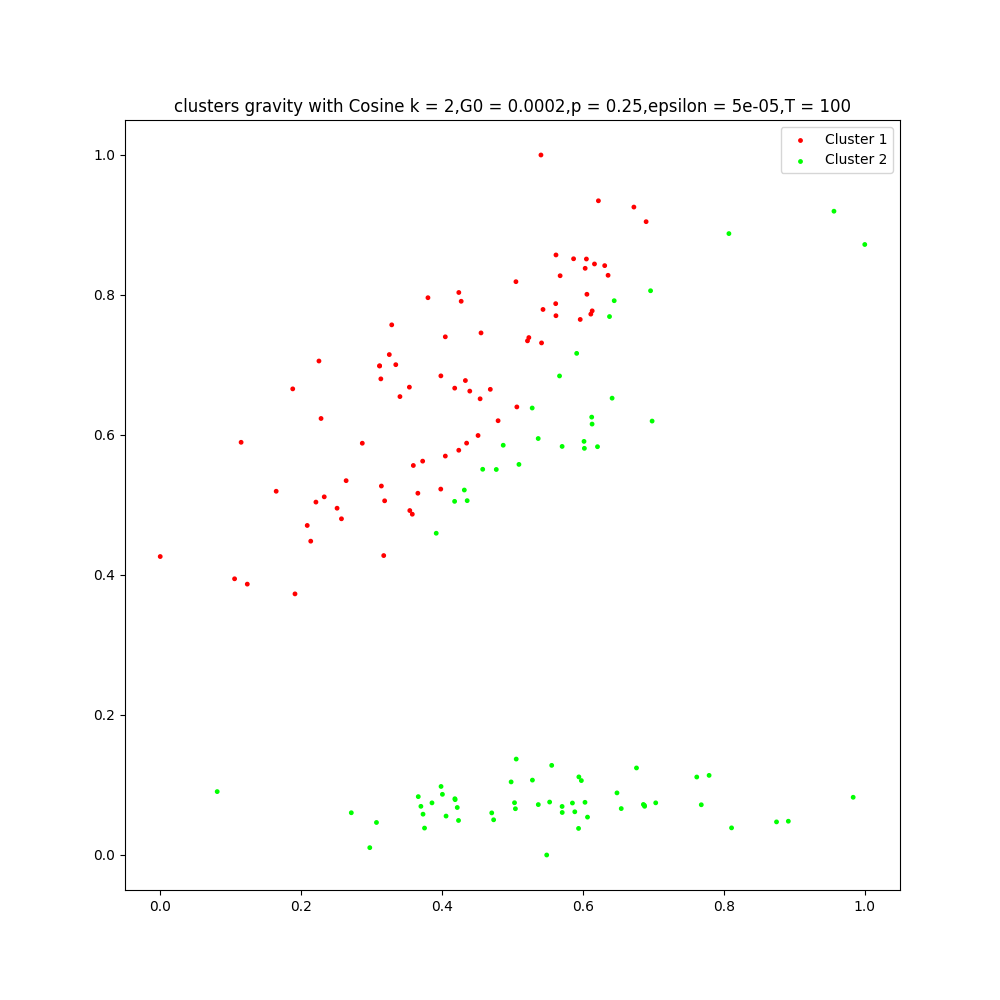 clusters gravity with Cosine k = 2,G0 = 0.0002,p = 0.25,epsilon = 5e-05,T = 100
Cluster 1
Cluster 2
1.0
0.8
0.6
0.4
0.2
0.0
0.0 0.2 0.4 0.6 0.8 1.0